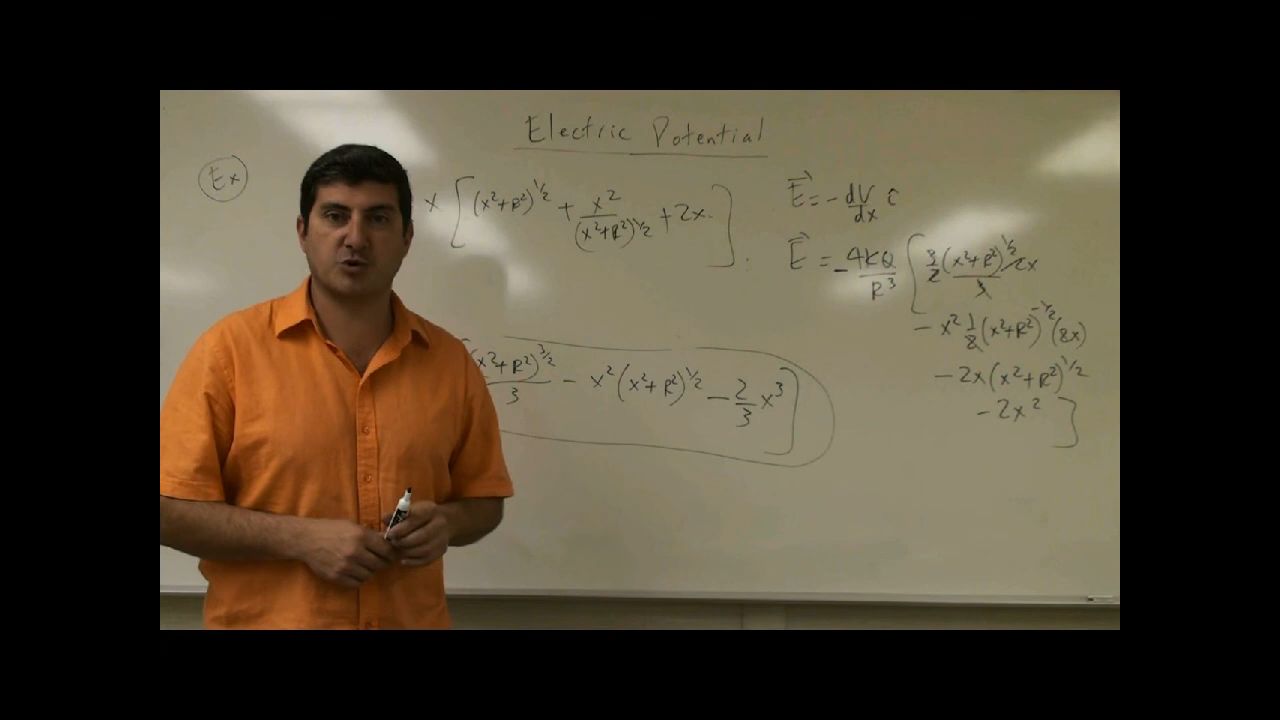 Electric Potential
Ex
x [ (x²+R²)^1/2 + x²/(x²+R²)^1/2 + 2x ]
(x²+R²)^3/2 / 3 - x²(x²+R²)^1/2 - 2/3 x³ ]
E⃗ = - dV/dx î
E⃗ = - 4KQ/R³ [ 3/2 (x²+R²)^1/2 / 3 2x
- x² 1/2 (x²+R²)^-1/2 (2x)
- 2x (x²+R²)^1/2
- 2x² ]